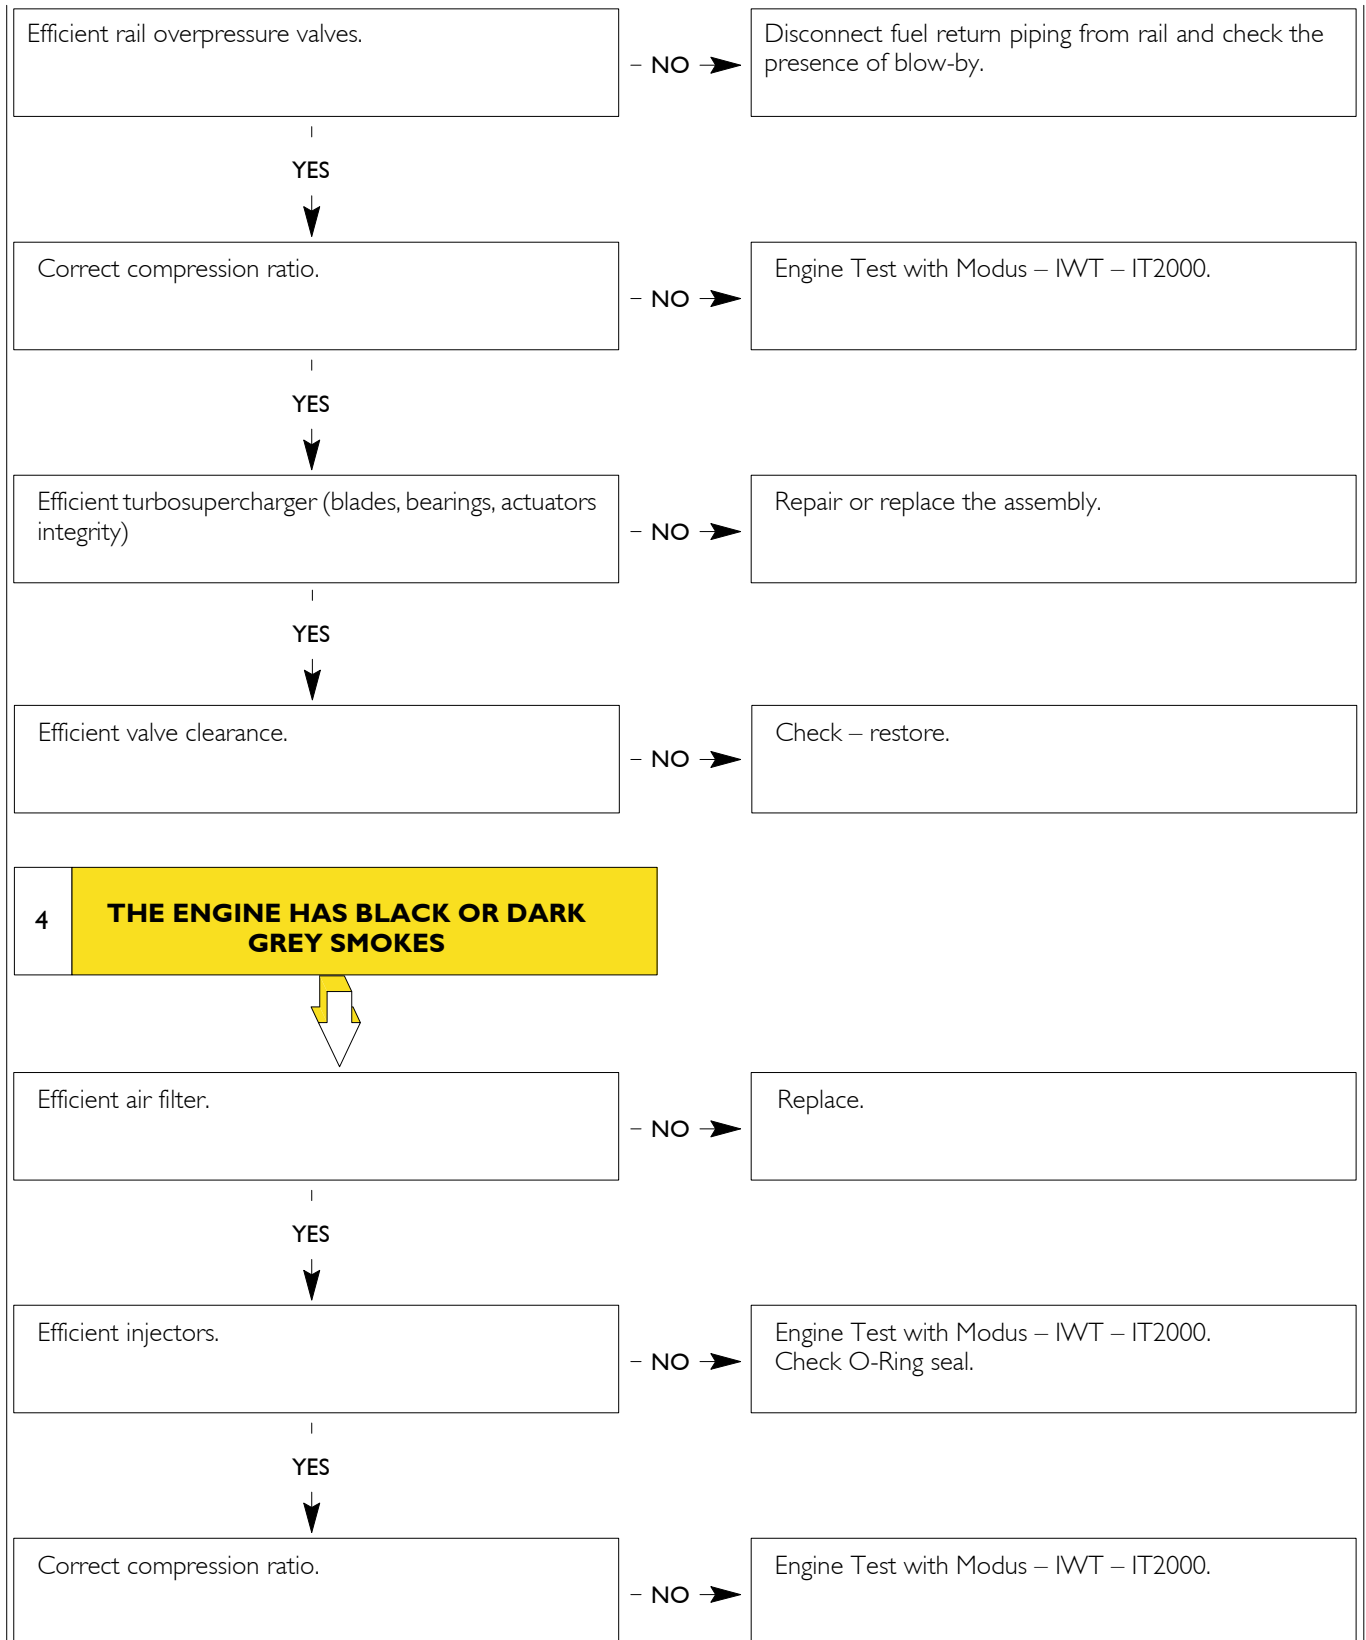 Efficient rail overpressure valves.
– NO
Disconnect fuel return piping from rail and check the
presence of blow-by.
YES
Correct compression ratio.
– NO
Engine Test with Modus – IWT – IT2000.
YES
Efficient turbosupercharger (blades, bearings, actuators
integrity)
– NO
Repair or replace the assembly.
YES
Efficient valve clearance.
– NO
Check – restore.
4
THE ENGINE HAS BLACK OR DARK
GREY SMOKES
Efficient air filter.
– NO
Replace.
YES
Efficient injectors.
– NO
Engine Test with Modus – IWT – IT2000.
Check O-Ring seal.
YES
Correct compression ratio.
– NO
Engine Test with Modus – IWT – IT2000.